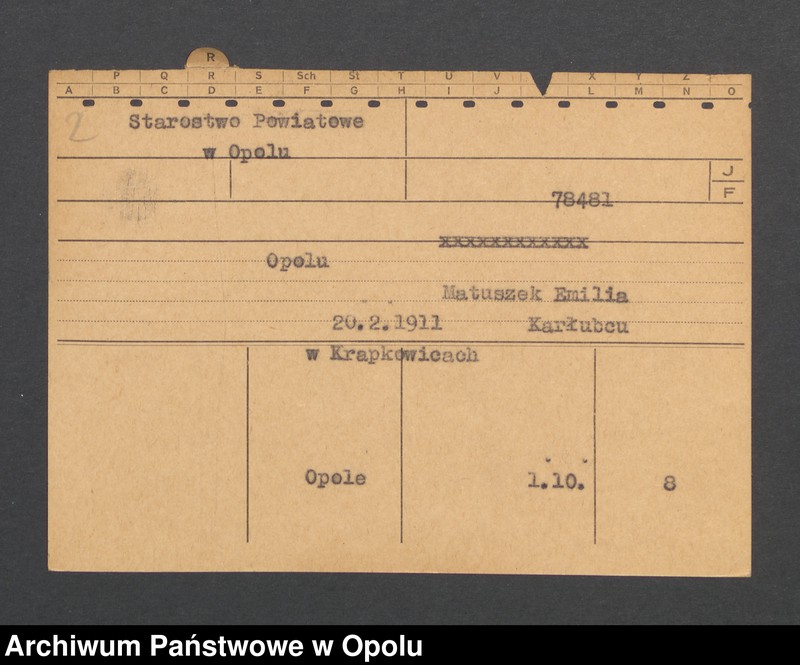 R
P Q R S Sch St T U V X Y Z
A B C D E F G H I J L M N O
2
Starostwo Powiatowe
w Opolu
J
F
78481
xxxxxxxxxxxx
Opolu
Matuszek Emilia
20.2.1911 Karłubcu
w Krapkowicach
Opole 1.10. 8
Archiwum Państwowe w Opolu